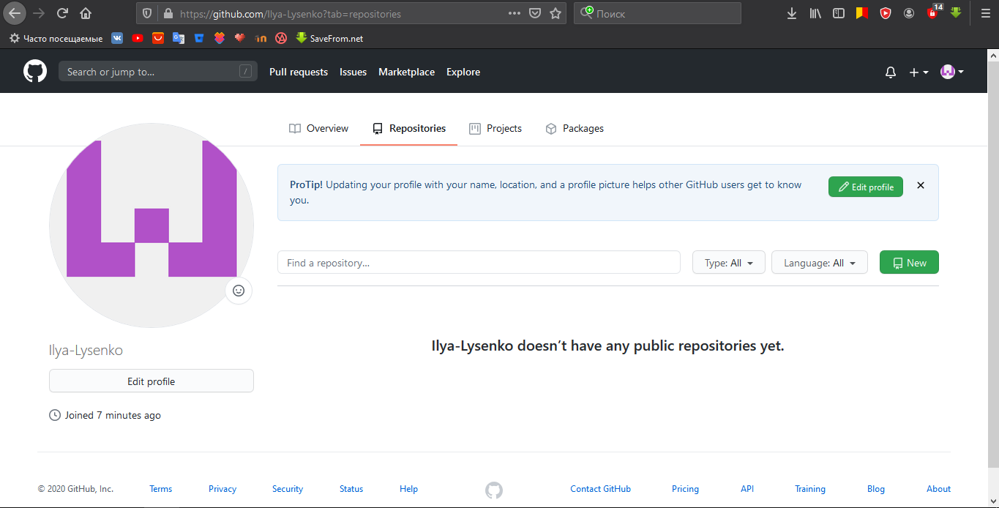 https://github.com/Ilya-Lysenko?tab=repositories
Поиск
14
Часто посещаемые
SaveFrom.net
Search or jump to...
/
Pull requests
Issues
Marketplace
Explore
Overview
Repositories
Projects
Packages
ProTip! Updating your profile with your name, location, and a profile picture helps other GitHub users get to know
you.
Edit profile
Find a repository...
Type: All
Language: All
New
Ilya-Lysenko doesn’t have any public repositories yet.
Ilya-Lysenko
Edit profile
Joined 7 minutes ago
© 2020 GitHub, Inc.
Terms
Privacy
Security
Status
Help
Contact GitHub
Pricing
API
Training
Blog
About